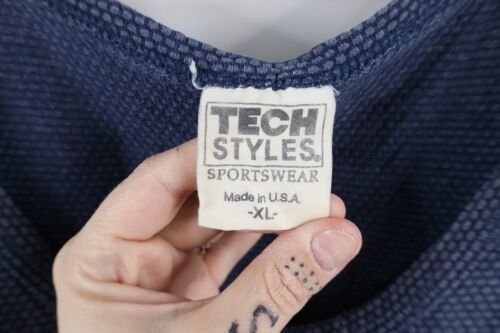 TECH
STYLES®
SPORTSWEAR
Made in U.S.A.
-XL-
S